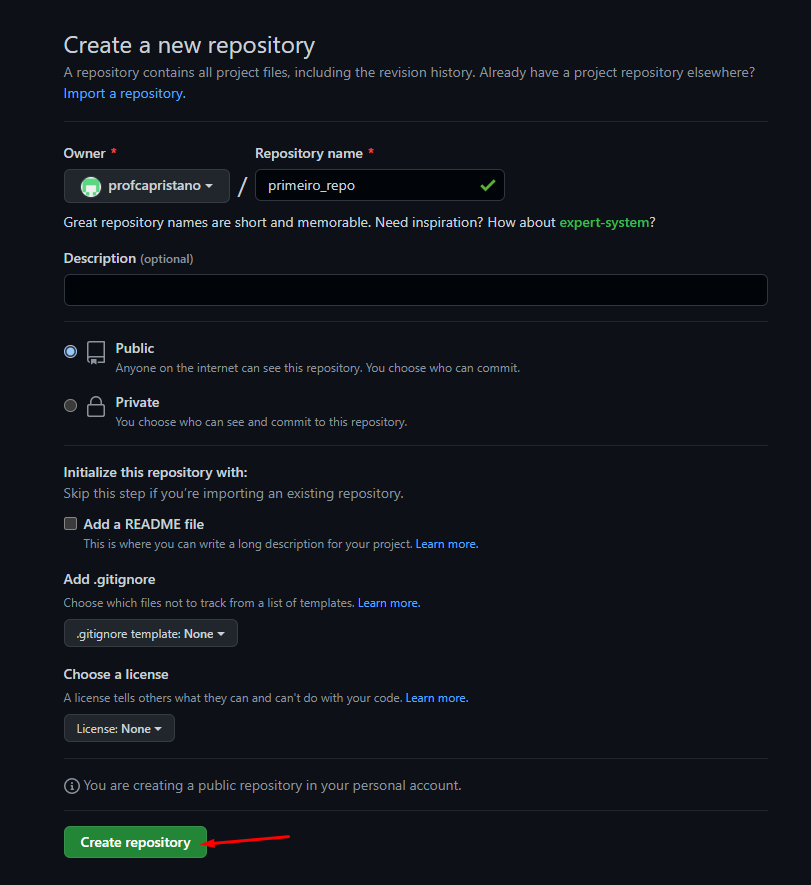 Create a new repository
A repository contains all project files, including the revision history. Already have a project repository elsewhere?
Import a repository.
Owner * Repository name *
profcapristano / primeiro_repo
Great repository names are short and memorable. Need inspiration? How about expert-system?
Description (optional)
Public
Anyone on the internet can see this repository. You choose who can commit.
Private
You choose who can see and commit to this repository.
Initialize this repository with:
Skip this step if you're importing an existing repository.
Add a README file
This is where you can write a long description for your project. Learn more.
Add .gitignore
Choose which files not to track from a list of templates. Learn more.
.gitignore template: None
Choose a license
A license tells others what they can and can't do with your code. Learn more.
License: None
You are creating a public repository in your personal account.
Create repository